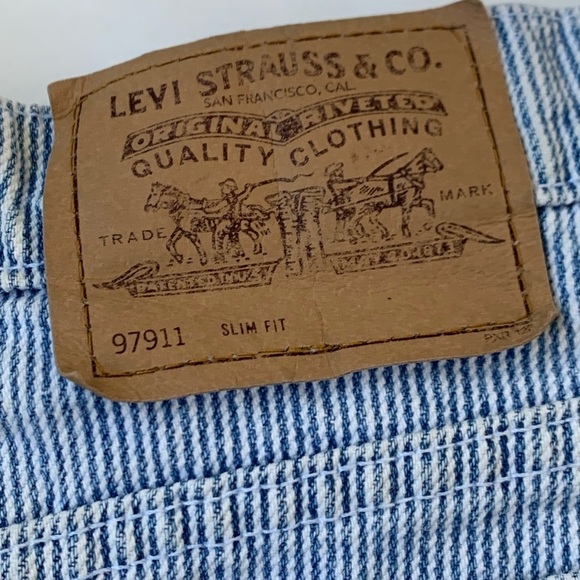 LEVI STRAUSS & CO.
SAN FRANCISCO, CAL
ORIGINAL RIVETED
QUALITY CLOTHING
TRADE MARK
97911 SLIM FIT